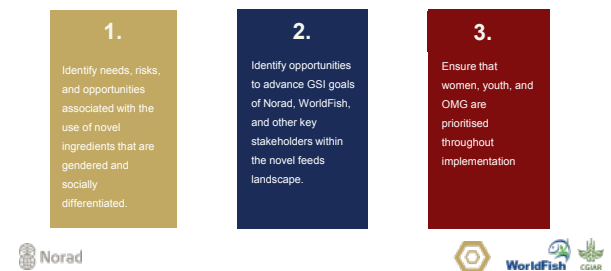 1.
Identify needs, risks,
and opportunities
associated with the
use of novel
ingredients that are
gendered and
socially
differentiated.
2.
Identify opportunities
to advance GSI goals
of Norad, WorldFish,
and other key
stakeholders within
the novel feeds
landscape.
3.
Ensure that
women, youth, and
OMG are
prioritised
throughout
implementation
Norad
WorldFish
CGIAR